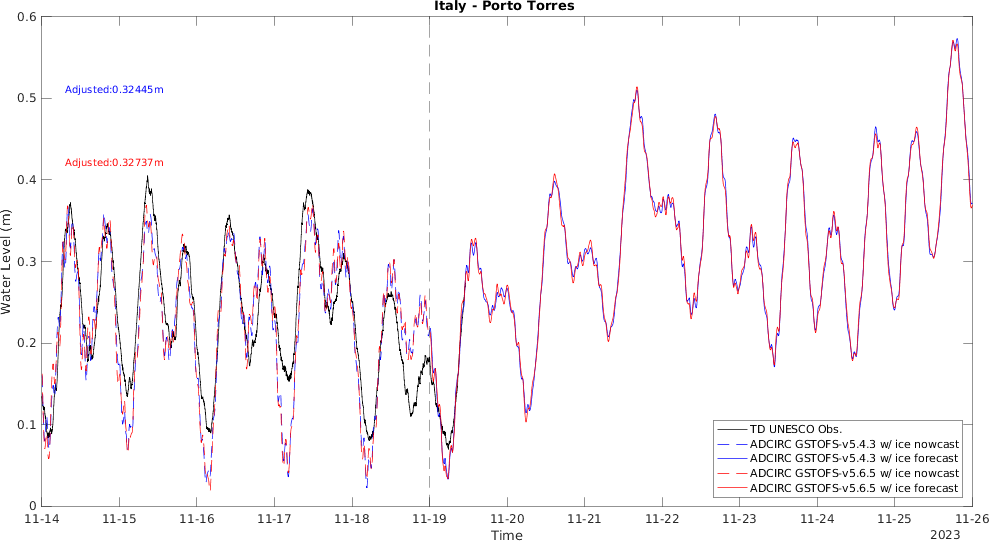 Italy - Porto Torres
0.6
0.5
0.4
0.3
0.2
0.1
0
Water Level (m)
Adjusted:0.32445m
Adjusted:0.32737m
TD UNESCO Obs.
ADCIRC GSTOFS-v5.4.3 w/ ice nowcast
ADCIRC GSTOFS-v5.4.3 w/ ice forecast
ADCIRC GSTOFS-v5.6.5 w/ ice nowcast
ADCIRC GSTOFS-v5.6.5 w/ ice forecast
11-14 11-15 11-16 11-17 11-18 11-19 11-20 11-21 11-22 11-23 11-24 11-25 11-26
Time
2023